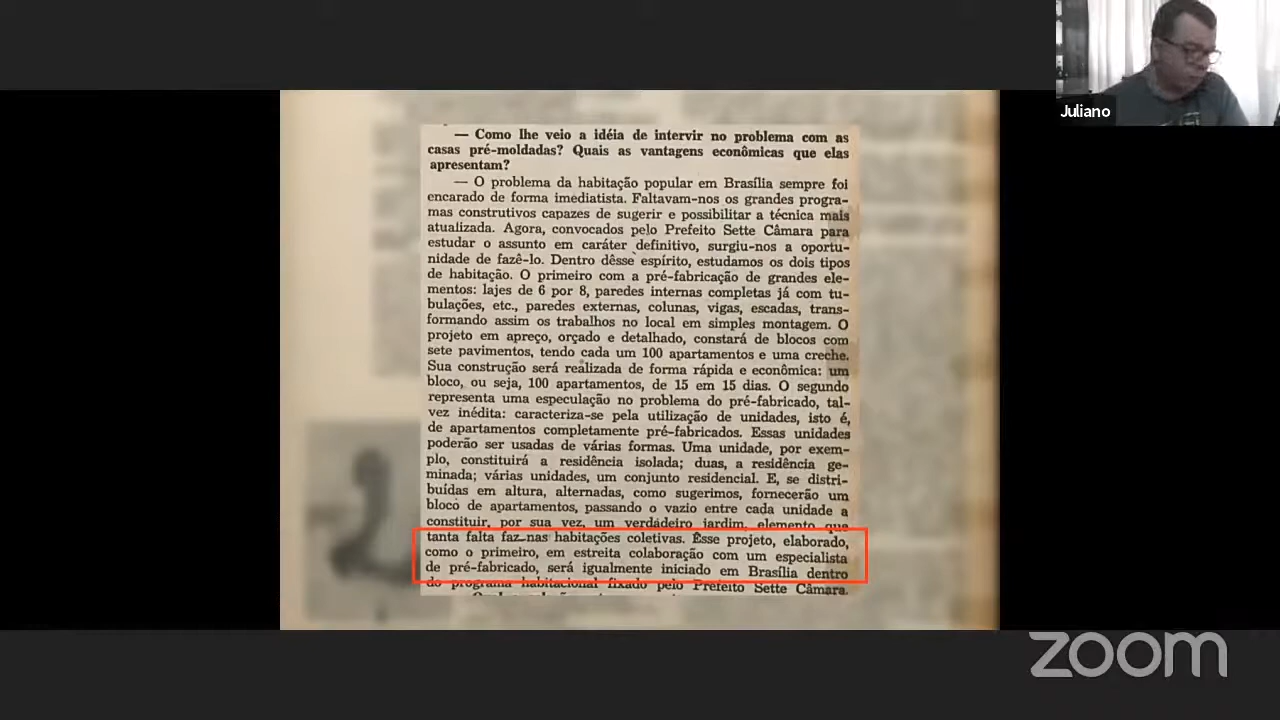 Juliano
— Como lhe veio a idéia de intervir no problema com as
casas pré-moldadas? Quais as vantagens econômicas que elas
apresentam?
— O problema da habitação popular em Brasília sempre foi
encarado de forma imediatista. Faltavam-nos os grandes progra-
mas construtivos capazes de sugerir e possibilitar a técnica mais
atualizada. Agora, convocados pelo Prefeito Sette Câmara para
estudar o assunto em caráter definitivo, surgiu-nos a oportu-
nidade de fazê-lo. Dentro dêsse espírito, estudamos os dois tipos
de habitação. O primeiro com a pré-fabricação de grandes ele-
mentos: lajes de 6 por 8, paredes internas completas já com tu-
bulações, etc., paredes externas, colunas, vigas, escadas, trans-
formando assim os trabalhos no local em simples montagem. O
projeto em apreço, orçado e detalhado, constará de blocos com
sete pavimentos, tendo cada um 100 apartamentos e uma creche.
Sua construção será realizada de forma rápida e econômica: um
bloco, ou seja, 100 apartamentos, de 15 em 15 dias. O segundo
representa uma especulação no problema do pré-fabricado, tal-
vez inédita: caracteriza-se pela utilização de unidades, isto é,
de apartamentos completamente pré-fabricados. Essas unidades
poderão ser usadas de várias formas. Uma unidade, por exem-
plo, constituirá a residência isolada; duas, a residência ge-
minada; várias unidades, um conjunto residencial. E, se distri-
buídas em altura, alternadas, como sugerimos, fornecerão um
bloco de apartamentos, passando o vazio entre cada unidade a
constituir, por sua vez, um verdadeiro jardim, elemento que
tanta falta faz nas habitações coletivas. Êsse projeto, elaborado,
como o primeiro, em estreita colaboração com um especialista
de pré-fabricado, será igualmente iniciado em Brasília dentro
do programa habitacional fixado pelo Prefeito Sette Câmara.
zoom